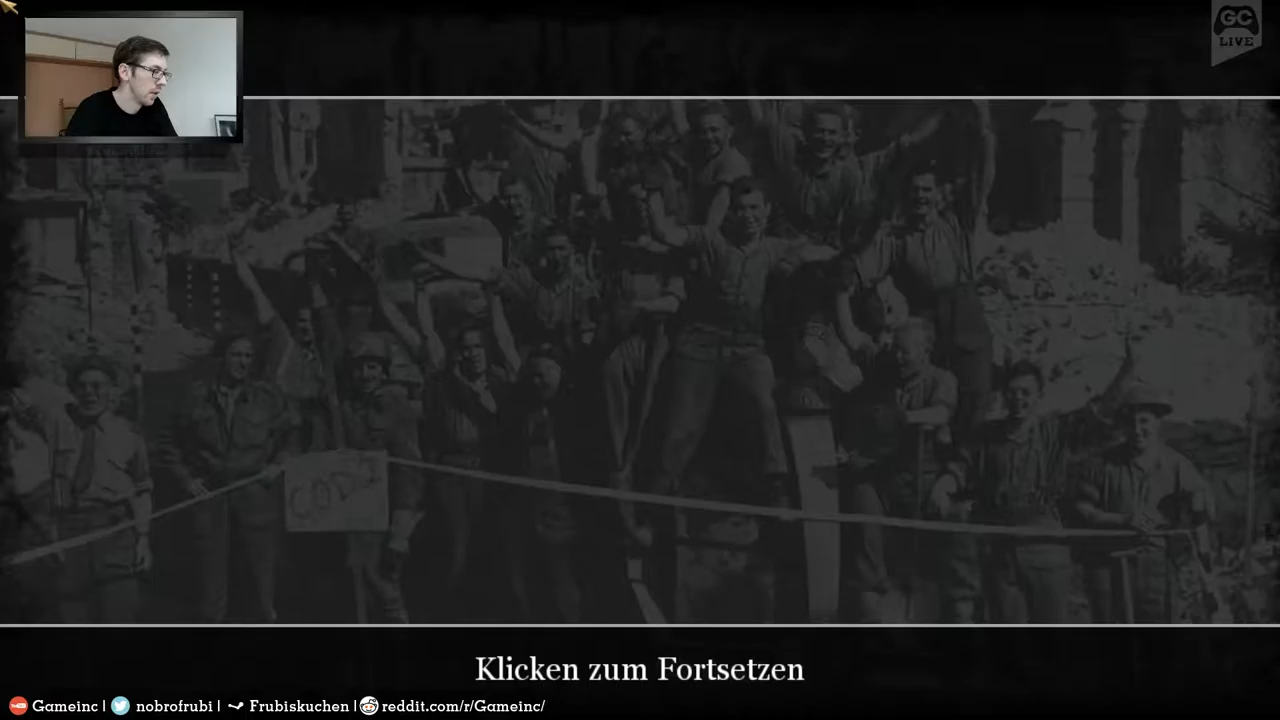 GC
LIVE
Klicken zum Fortsetzen
Gameinc | nobrofrubi | Frubiskuchen | reddit.com/r/Gameinc/